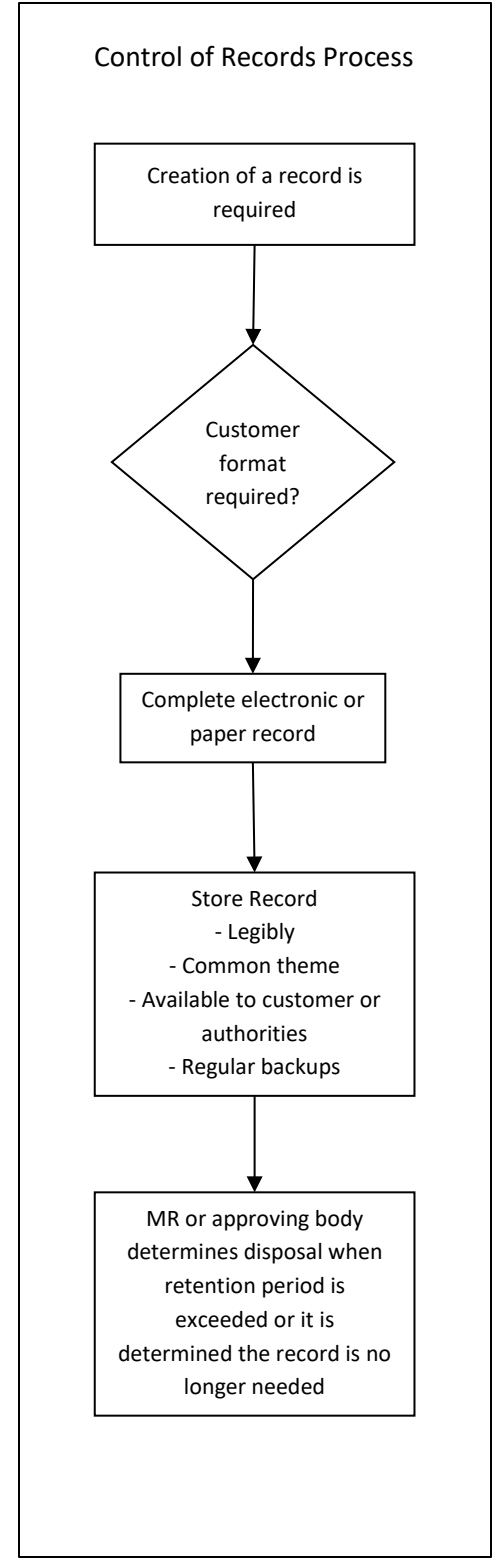 Control of Records Process
Creation of a record is
required
Customer
format
required?
Complete electronic or
paper record
Store Record
- Legibly
- Common theme
- Available to customer or
authorities
- Regular backups
MR or approving body
determines disposal when
retention period is
exceeded or it is
determined the record is no
longer needed